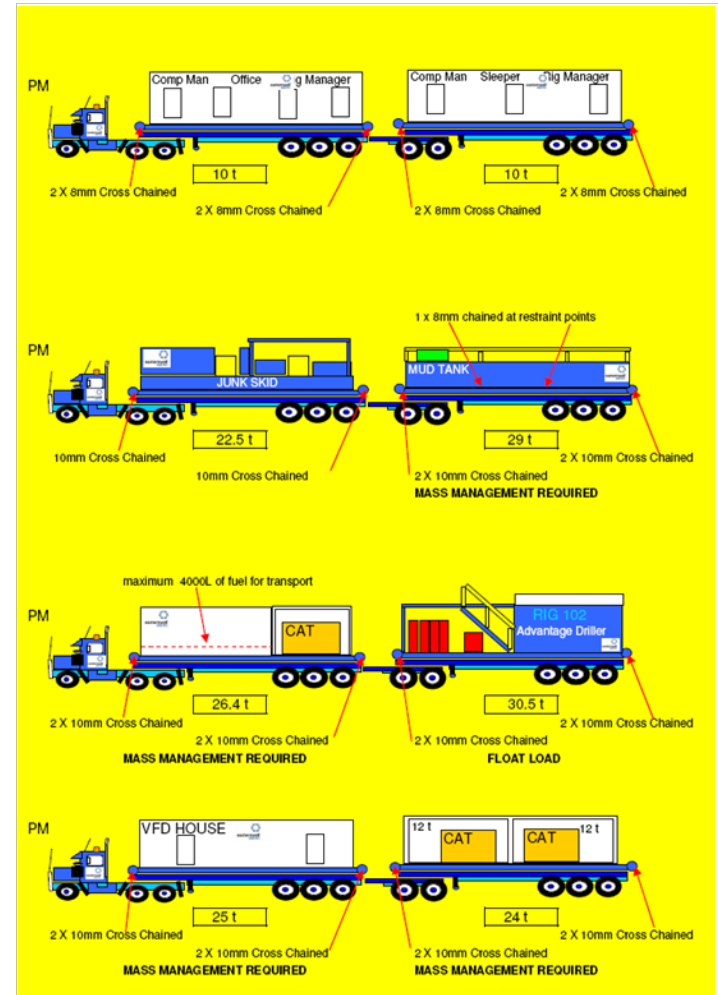 PM
Comp Man Office g Manager
Comp Man Sleeper Rig Manager
10 t
10 t
2 X 8mm Cross Chained
2 X 8mm Cross Chained
2 X 8mm Cross Chained
2 X 8mm Cross Chained
1 x 8mm chained at restraint points
PM
JUNK SKID
MUD TANK
22.5 t
29 t
10mm Cross Chained
10mm Cross Chained
2 X 10mm Cross Chained
2 X 10mm Cross Chained
MASS MANAGEMENT REQUIRED
maximum 4000L of fuel for transport
PM
CAT
RIG 102
Advantage Driller
26.4 t
30.5 t
2 X 10mm Cross Chained
2 X 10mm Cross Chained
2 X 10mm Cross Chained
2 X 10mm Cross Chained
MASS MANAGEMENT REQUIRED
FLOAT LOAD
PM
VFD HOUSE
12 t
CAT
CAT
12 t
25 t
24 t
2 X 10mm Cross Chained
2 X 10mm Cross Chained
2 X 10mm Cross Chained
2 X 10mm Cross Chained
MASS MANAGEMENT REQUIRED
MASS MANAGEMENT REQUIRED